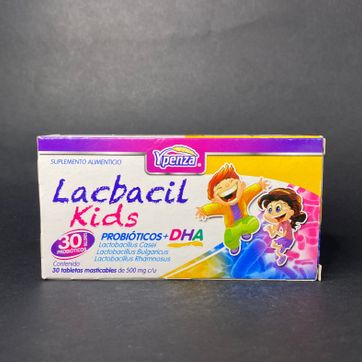 Ypenza®
SUPLEMENTO ALIMENTICIO
Lacbacil
Kids
30
PROBIÓTICOS
PROBIÓTICOS+DHA
Lactobacillus Casei
Lactobacillus Bulgaricus
Lactobacillus Rhamnosus
Contenido
30 tabletas masticables de 500 mg c/u